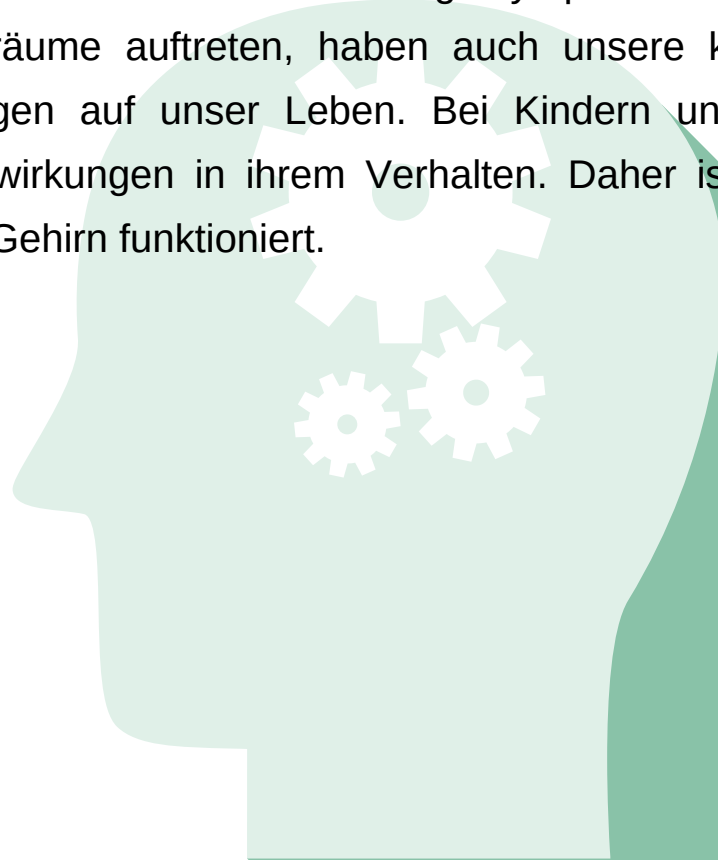 räume auftreten, haben auch unsere
gen auf unser Leben. Bei Kindern
wirkungen in ihrem Verhalten. Daher
Gehirn funktioniert.